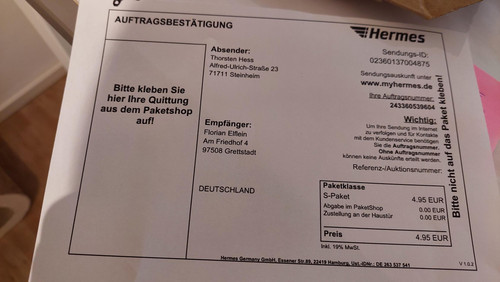 AUFTRAGSBESTÄTIGUNG
Hermes
Sendungs-ID:
02360137004875
Sendungsauskunft unter
www.myhermes.de
Ihre Auftragsnummer:
243360539604
Wichtig:
Um Ihre Sendung im Internet
zu verfolgen und für Kontakte
mit dem Kundenservice benötigen
Sie die Auftragsnummer.
Ohne Auftragsnummer
können keine Auskünfte erteilt werden.
Referenz-/Auktionsnummer:
Absender:
Thorsten Hess
Alfred-Ulrich-Straße 23
71711 Steinheim
Bitte kleben Sie
hier Ihre Quittung
aus dem Paketshop
auf!
Empfänger:
Florian Elflein
Am Friedhof 4
97508 Grettstadt
DEUTSCHLAND
Paketklasse
S-Paket 4.95 EUR
Abgabe im PaketShop 0.00 EUR
Zustellung an der Haustür 0.00 EUR
Preis 4.95 EUR
Inkl. 19% MwSt.
Bitte nicht auf das Paket kleben!
Hermes Germany GmbH, Essener Str.89, 22419 Hamburg, Ust.-IDNr.: DE 263 537 541
V 1.0.2